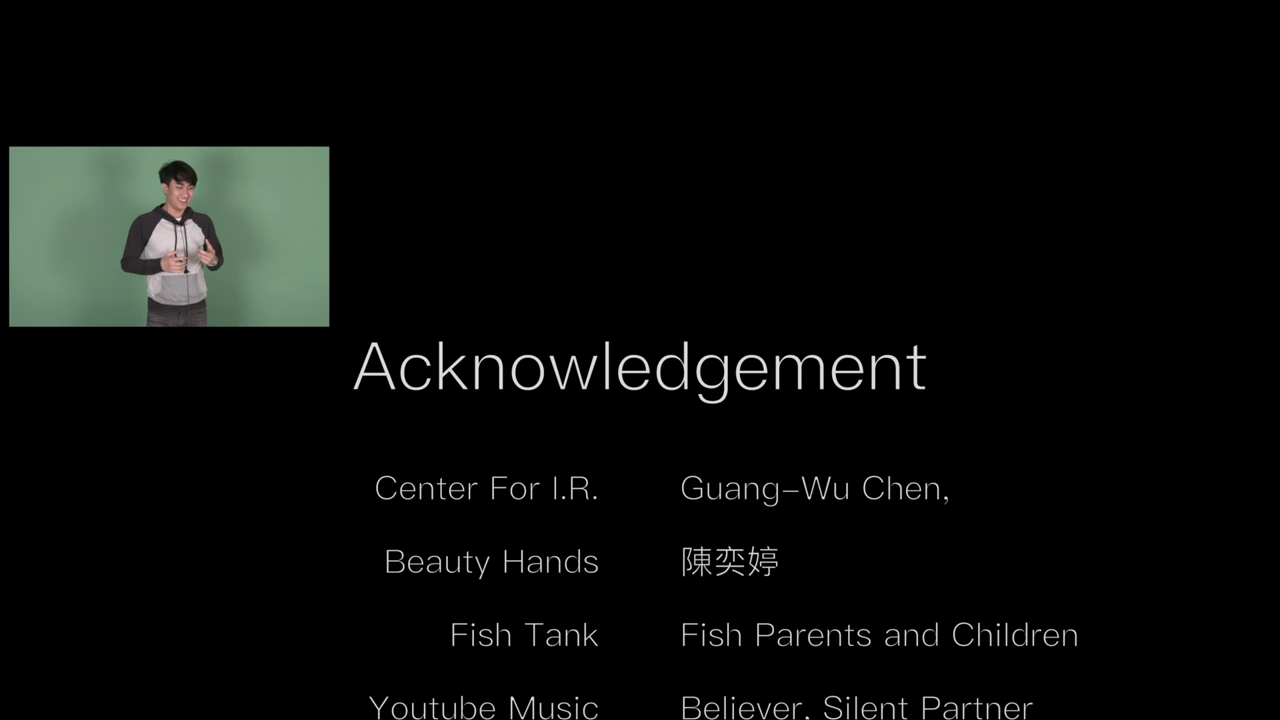 Acknowledgement
Center For I.R. Guang-Wu Chen,
Beauty Hands 陳奕婷
Fish Tank Fish Parents and Children
Youtube Music Believer, Silent Partner